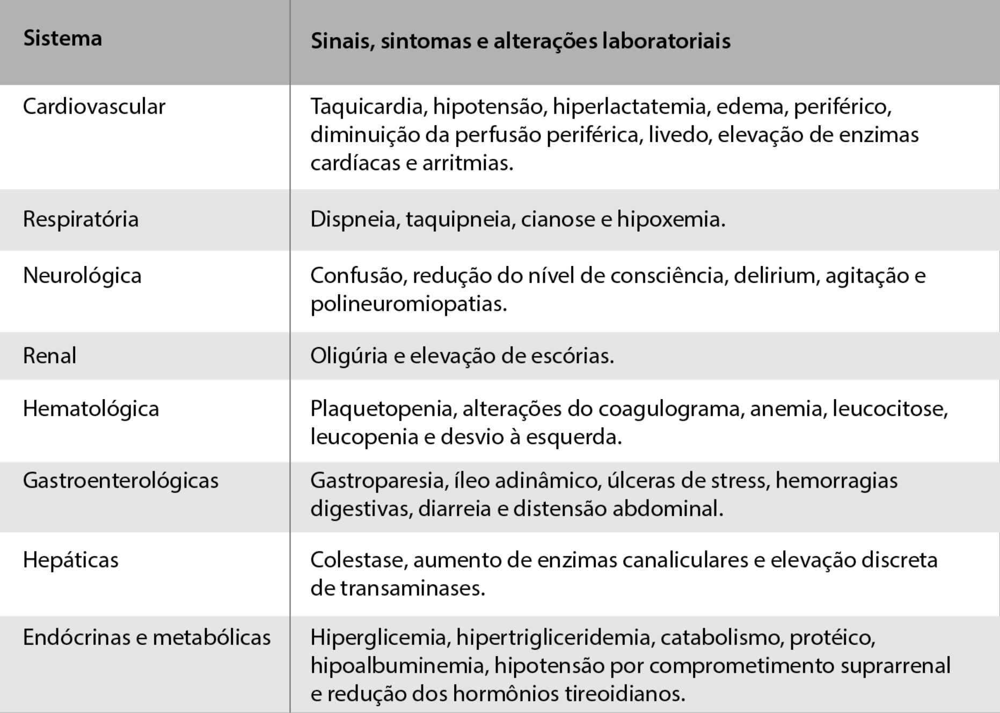 Sistema
Sinais, sintomas e alterações laboratoriais
Cardiovascular
Taquicardia, hipotensão, hiperlactatemia, edema, periférico,
diminuição da perfusão periférica, livedo, elevação de enzimas
cardíacas e arritmias.
Respiratória
Dispneia, taquipneia, cianose e hipoxemia.
Neurológica
Confusão, redução do nível de consciência, delirium, agitação e
polineuromiopatias.
Renal
Oligúria e elevação de escórias.
Hematológica
Plaquetopenia, alterações do coagulograma, anemia, leucocitose,
leucopenia e desvio à esquerda.
Gastroenterológicas
Gastroparesia, íleo adinâmico, úlceras de stress, hemorragias
digestivas, diarreia e distensão abdominal.
Hepáticas
Colestase, aumento de enzimas canaliculares e elevação discreta
de transaminases.
Endócrinas e metabólicas
Hiperglicemia, hipertrigliceridemia, catabolismo, protéico,
hipoalbuminemia, hipotensão por comprometimento suprarrenal
e redução dos hormônios tireoidianos.